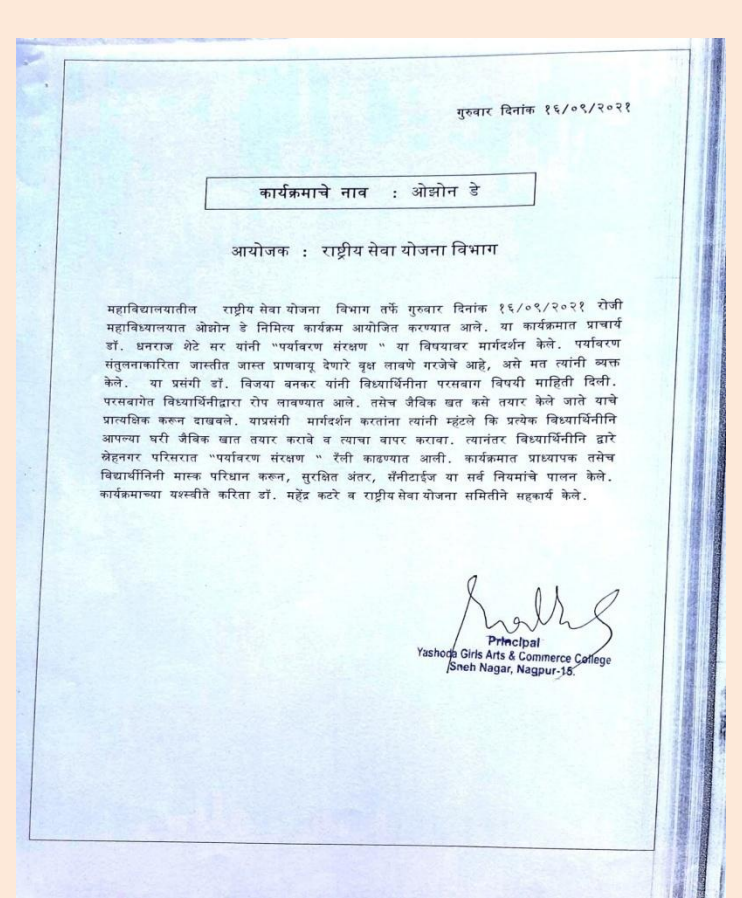 गुरुवार दिनांक १६/०९/२०२१
कार्यक्रमाचे नाव : ओझोन डे
आयोजक : राष्ट्रीय सेवा योजना विभाग
महाविद्यालयातील राष्ट्रीय सेवा योजना विभाग तर्फे गुरुवार दिनांक १६/०९/२०२१ रोजी
महाविध्यालयात ओझोन डे निमित्य कार्यक्रम आयोजित करण्यात आले. या कार्यक्रमात प्राचार्य
डॉ. धनराज शेटे सर यांनी "पर्यावरण संरक्षण " या विषयावर मार्गदर्शन केले. पर्यावरण
संतुलनाकारिता जास्तीत जास्त प्राणवायू देणारे वृक्ष लावणे गरजेचे आहे, असे मत त्यांनी व्यक्त
केले. या प्रसंगी डॉ. विजया बनकर यांनी विध्यार्थिनीना परसबाग विषयी माहिती दिली.
परसबागेत विध्यार्थिनीद्वारा रोप लावण्यात आले. तसेच जैविक खत कसे तयार केले जाते याचे
प्रात्यक्षिक करून दाखवले. याप्रसंगी मार्गदर्शन करतांना त्यांनी म्हंटले कि प्रत्येक विध्यार्थिनीनि
आपल्या घरी जैविक खात तयार करावे व त्याचा वापर करावा. त्यानंतर विध्यार्थिनीनि द्वारे
स्नेहनगर परिसरात "पर्यावरण संरक्षण " रॅली काढण्यात आली. कार्यक्रमात प्राध्यापक तसेच
विद्यार्थीनिनी मास्क परिधान करून, सुरक्षित अंतर, सॅनीटाईज या सर्व नियमांचे पालन केले.
कार्यक्रमाच्या यशस्वीते करिता डॉ. महेंद्र कटरे व राष्ट्रीय सेवा योजना समितीने सहकार्य केले.
Principal
Yashoda Girls Arts & Commerce College
Sneh Nagar, Nagpur-15.